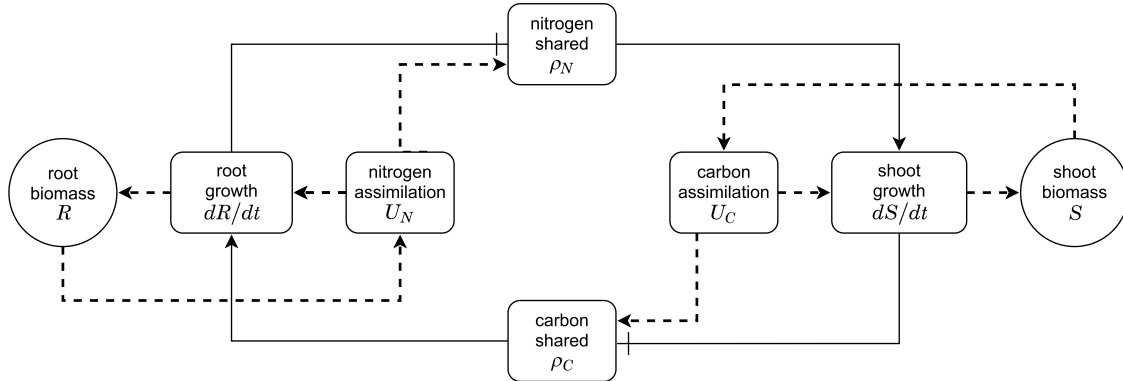 nitrogen
shared
ρ_N
root
biomass
R
root
growth
dR/dt
nitrogen
assimilation
U_N
carbon
assimilation
U_C
shoot
growth
dS/dt
shoot
biomass
S
carbon
shared
ρ_C